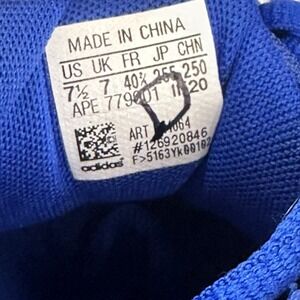 MADE IN CHINA
US UK FR JP CHN
7½ 7 40⅔ 255 250
APE 20
ART
#126920846
adidas